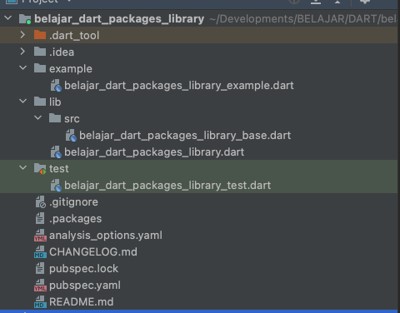 belajar_dart_packages_library ~/Developments/BELAJAR/DART/bel
.dart_tool
.idea
example
belajar_dart_packages_library_example.dart
lib
src
belajar_dart_packages_library_base.dart
belajar_dart_packages_library.dart
test
belajar_dart_packages_library_test.dart
.gitignore
.packages
analysis_options.yaml
CHANGELOG.md
pubspec.lock
pubspec.yaml
README.md